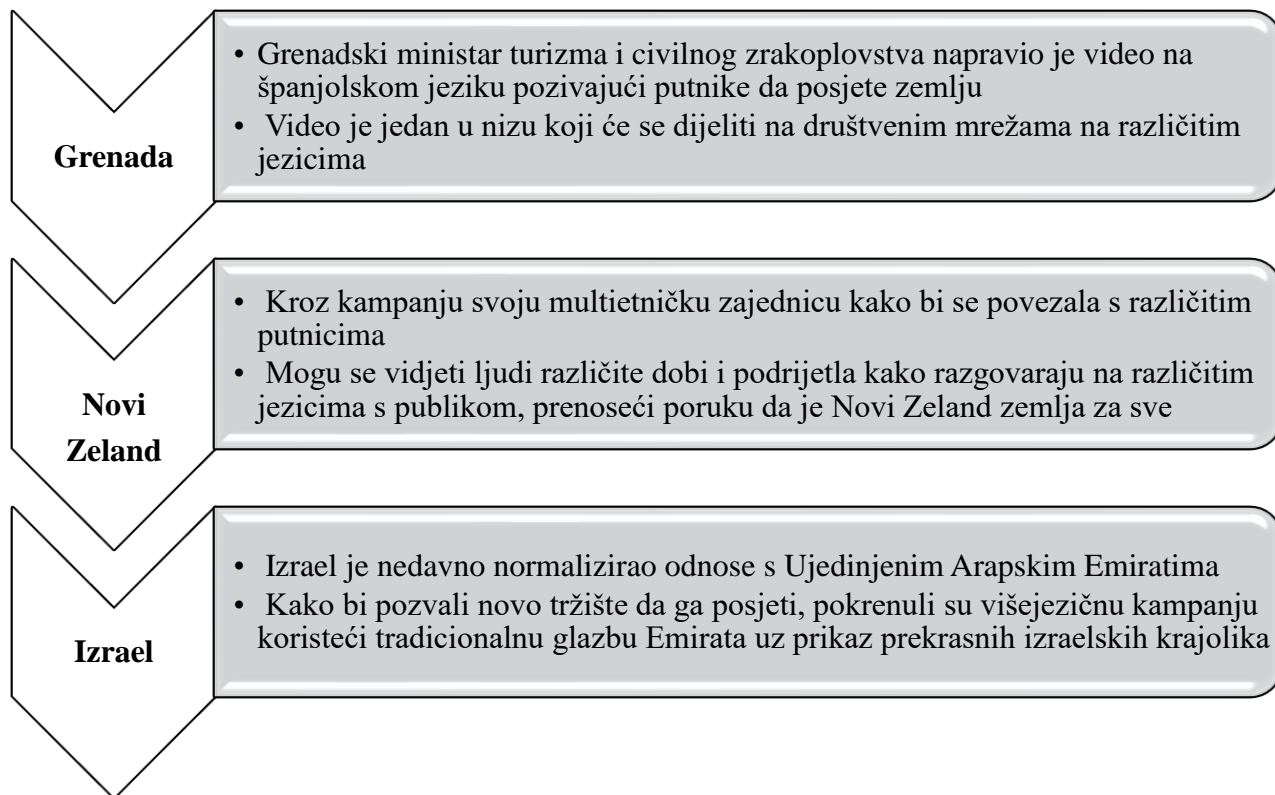 Grenada
• Grenadski ministar turizma i civilnog zrakoplovstva napravio je video na
španjolskom jeziku pozivajući putnike da posjete zemlju
• Video je jedan u nizu koji će se dijeliti na društvenim mrežama na različitim
jezicima
Novi
Zeland
• Kroz kampanju svoju multietničku zajednicu kako bi se povezala s različitim
putnicima
• Mogu se vidjeti ljudi različite dobi i podrijetla kako razgovaraju na različitim
jezicima s publikom, prenoseći poruku da je Novi Zeland zemlja za sve
Izrael
• Izrael je nedavno normalizirao odnose s Ujedinjenim Arapskim Emiratima
• Kako bi pozvali novo tržište da ga posjeti, pokrenuli su višejezičnu kampanju
koristeći tradicionalnu glazbu Emirata uz prikaz prekrasnih izraelskih krajolika